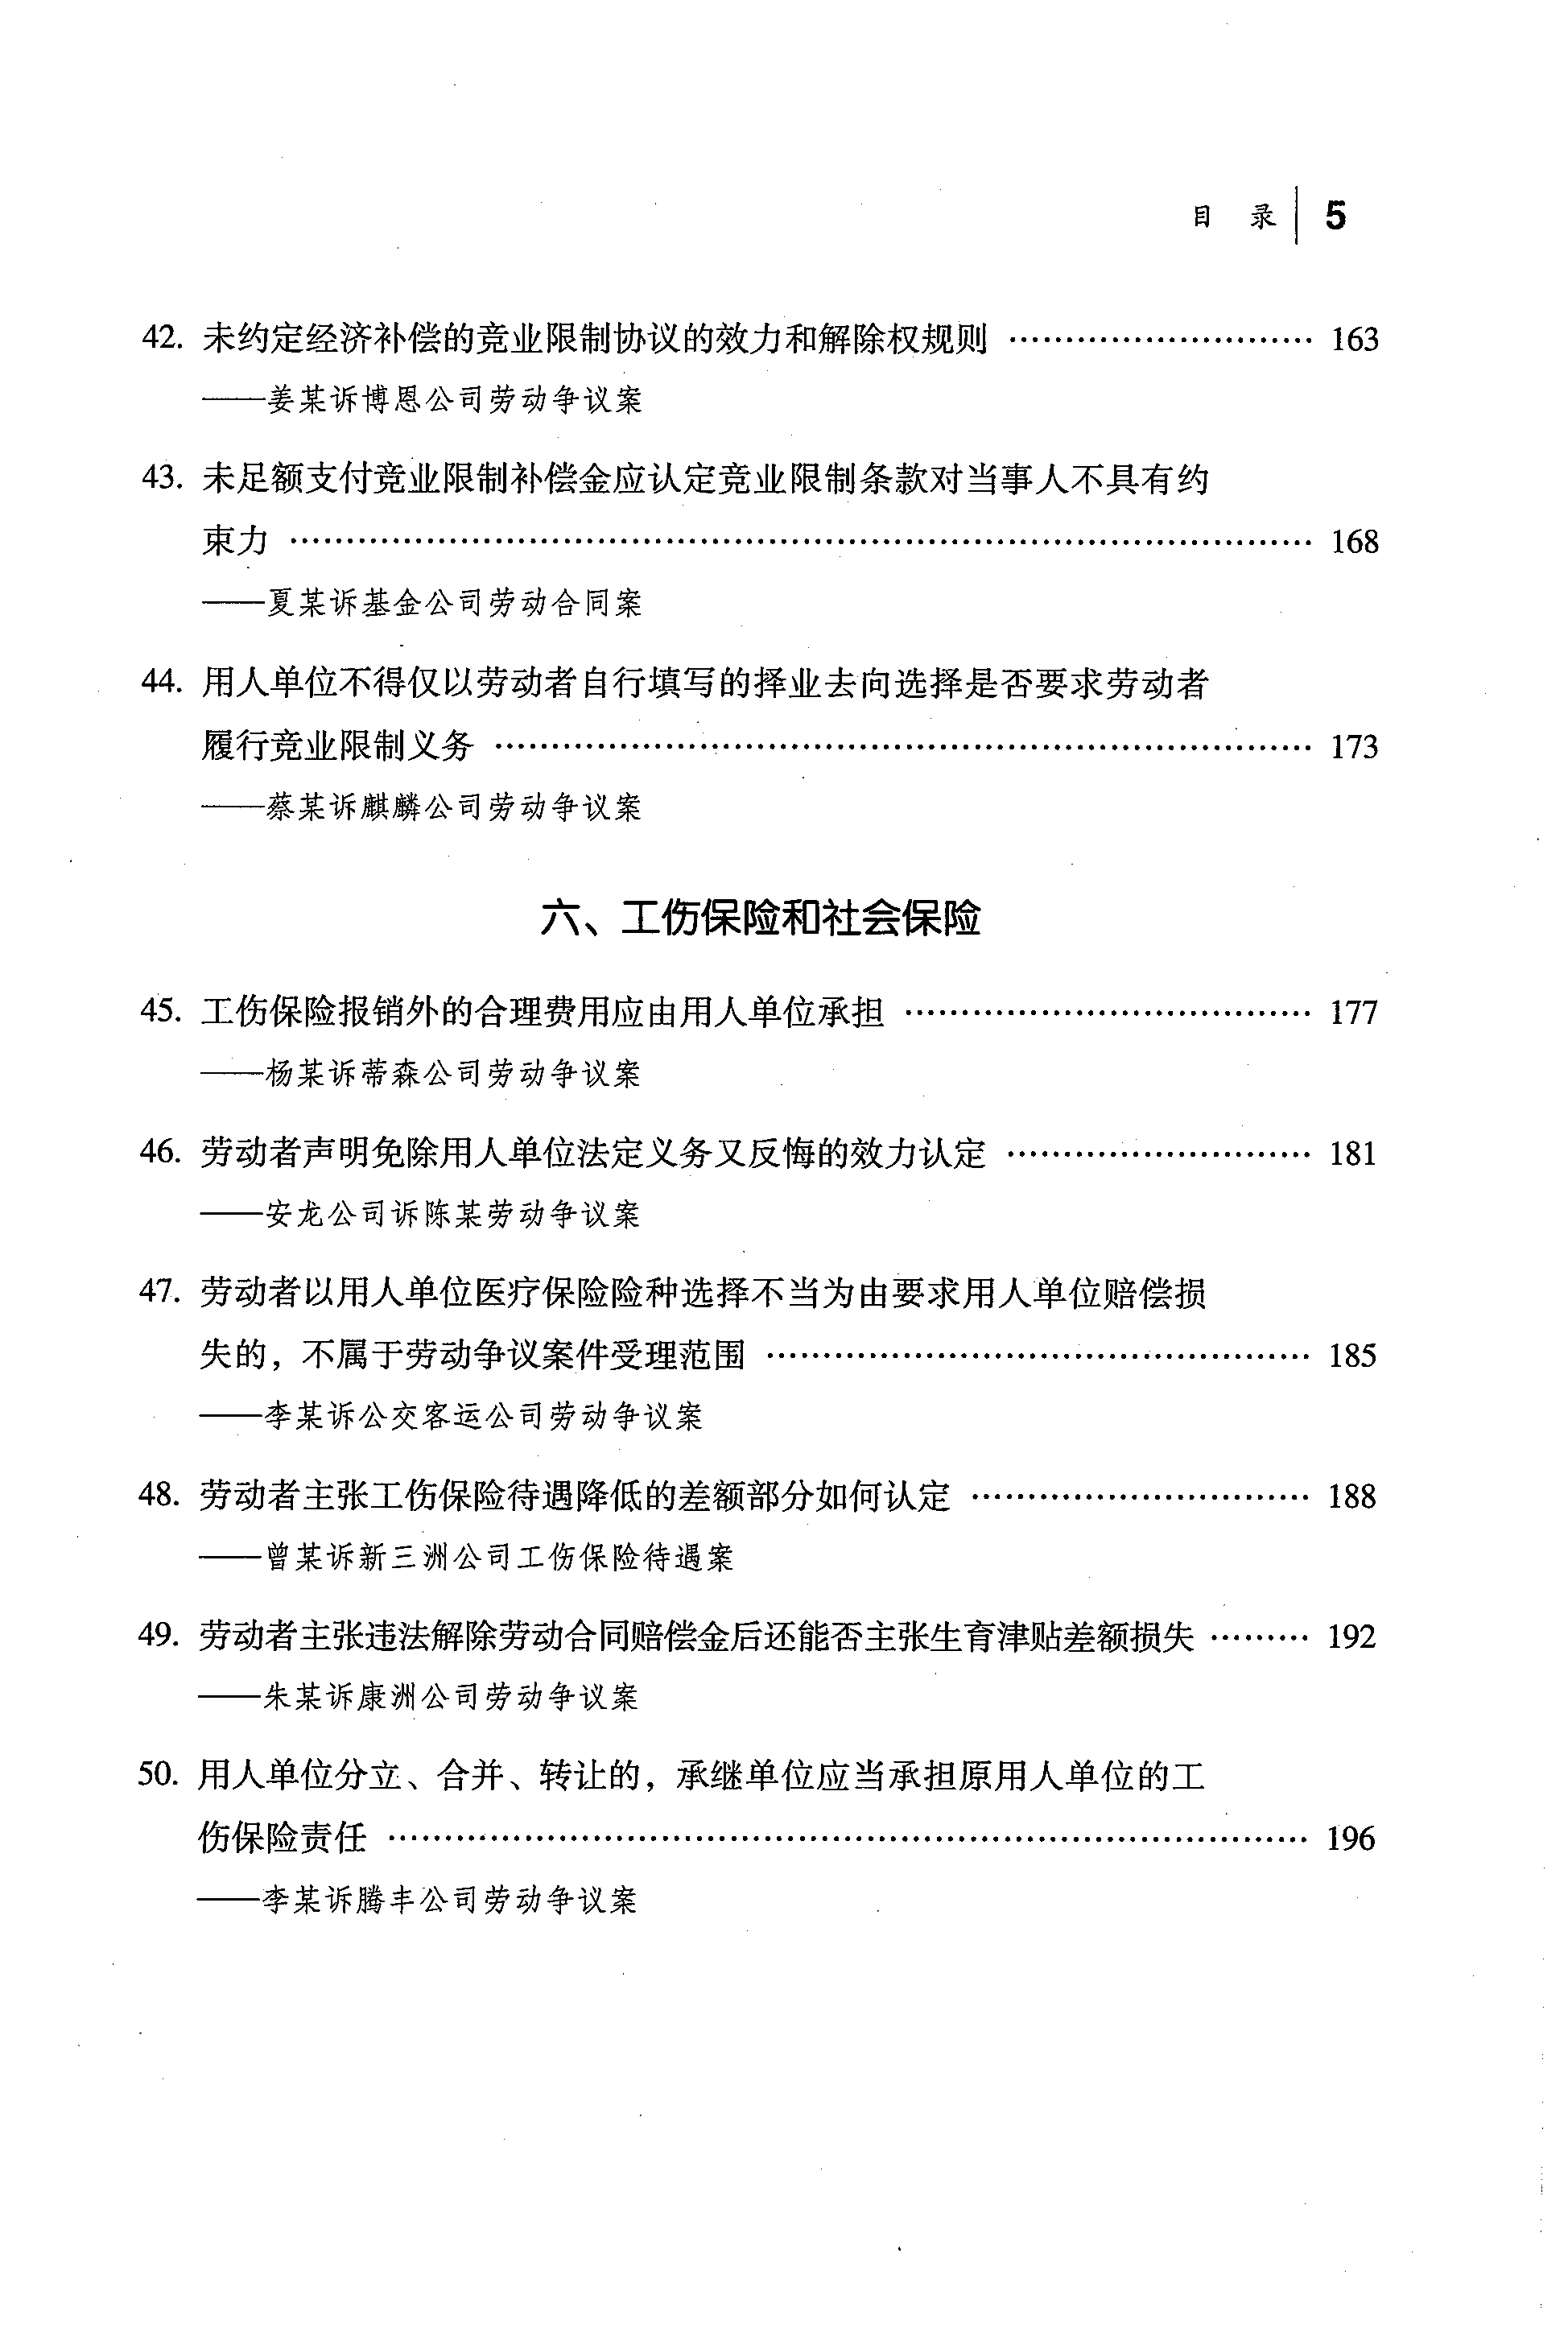 目 录 5
42. 未约定经济补偿的竞业限制协议的效力和解除权规则 ………………………… 163
——姜某诉博恩公司劳动争议案
43. 未足额支付竞业限制补偿金应认定竞业限制条款对当事人不具有约
束力 ………………………………………………………………………………… 168
——夏某诉基金公司劳动合同案
44. 用人单位不得仅以劳动者自行填写的择业去向选择是否要求劳动者
履行竞业限制义务 ………………………………………………………………… 173
——蔡某诉麒麟公司劳动争议案
六、工伤保险和社会保险
45. 工伤保险报销外的合理费用应由用人单位承担 ……………………………… 177
——杨某诉蒂森公司劳动争议案
46. 劳动者声明免除用人单位法定义务又反悔的效力认定 ……………………… 181
——安龙公司诉陈某劳动争议案
47. 劳动者以用人单位医疗保险险种选择不当为由要求用人单位赔偿损
失的，不属于劳动争议案件受理范围 …………………………………………… 185
——李某诉公交客运公司劳动争议案
48. 劳动者主张工伤保险待遇降低的差额部分如何认定 ………………………… 188
——曾某诉新三洲公司工伤保险待遇案
49. 劳动者主张违法解除劳动合同赔偿金后还能否主张生育津贴差额损失 ……… 192
——朱某诉康洲公司劳动争议案
50. 用人单位分立、合并、转让的，承继单位应当承担原用人单位的工
伤保险责任 ………………………………………………………………………… 196
——李某诉腾丰公司劳动争议案